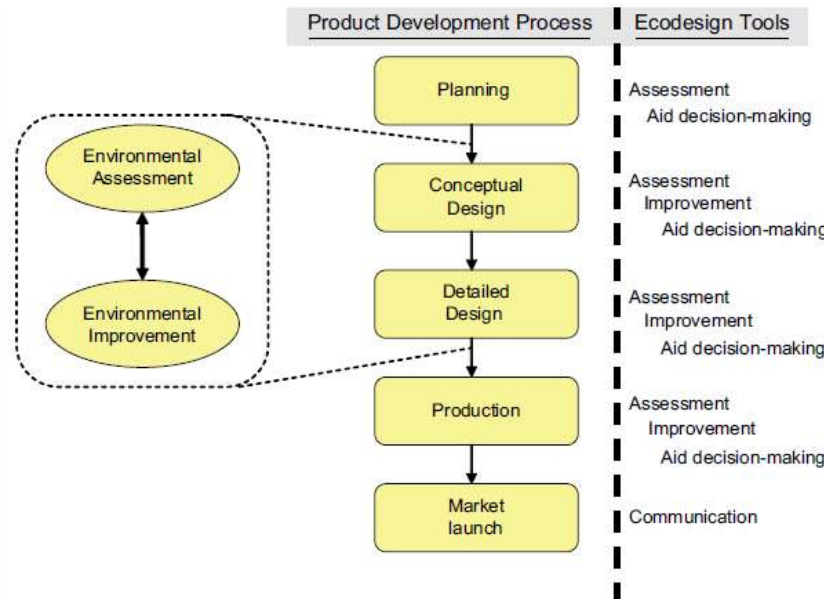 Product Development Process
Ecodesign Tools
Planning
Assessment
Aid decision-making
Environmental
Assessment
Conceptual
Design
Assessment
Improvement
Aid decision-making
Environmental
Improvement
Detailed
Design
Assessment
Improvement
Aid decision-making
Production
Assessment
Improvement
Aid decision-making
Market
launch
Communication